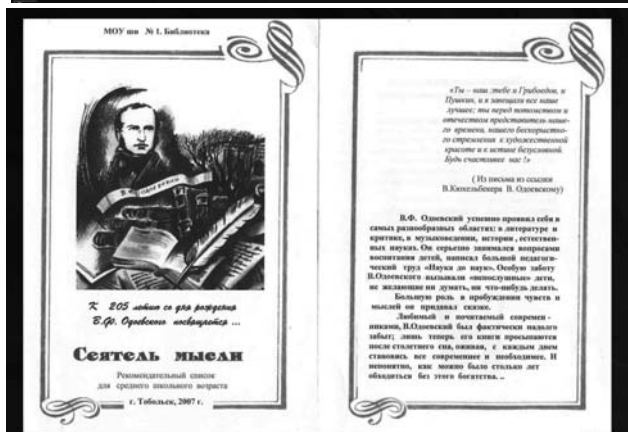 МОУ шо № 1. Библиотека
В. Ф. ОДОЕВСКИЙ
К 205 летию со дня рождения
В.Ф. Одоевского посвящается ...
Сеятель мысли
Рекомендательный список
для среднего школьного возраста
г. Тобольск, 2007 г.
«Ты – наш :тебе и Грибоедов, и
Пушкин, и я завещали все наше
лучшее; ты перед потомством и
отечеством представитель наше-
го времени, нашего бескорыстно-
го стремления к художественной
красоте и к истине безусловной.
Будь счастливее нас !»
( Из письма из ссылки
В.Кюхельбекера В. Одоевскому)
В.Ф. Одоевский успешно проявил себя в
самых разнообразных областях: в литературе и
критике, в музыковедении, истории , естествен-
ных науках. Он серьезно занимался вопросами
воспитания детей, написал большой педагоги-
ческий труд «Наука до наук». Особую заботу
В.Одоевского вызывали «непослушные» дети,
не желающие ни думать, ни что-нибудь делать.
Большую роль в пробуждении чувств и
мыслей он придавал сказке.
Любимый и почитаемый современ -
никами, В.Одоевский был фактически надолго
забыт; лишь теперь его книги просыпаются
после столетнего сна, оживая, с каждым днем
становясь все современнее и необходимее. И
непонятно, как можно было столько лет
обходиться без этого богатства. ..